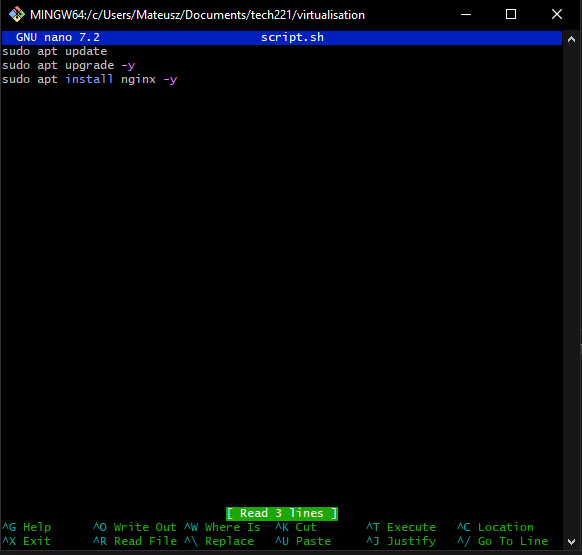 MINGW64:/c/Users/Mateusz/Documents/tech221/virtualisation
GNU nano 7.2 script.sh
sudo apt update
sudo apt upgrade -y
sudo apt install nginx -y
[ Read 3 lines ]
^G Help ^O Write Out ^W Where Is ^K Cut ^T Execute ^C Location
^X Exit ^R Read File ^\ Replace ^U Paste ^J Justify ^/ Go To Line